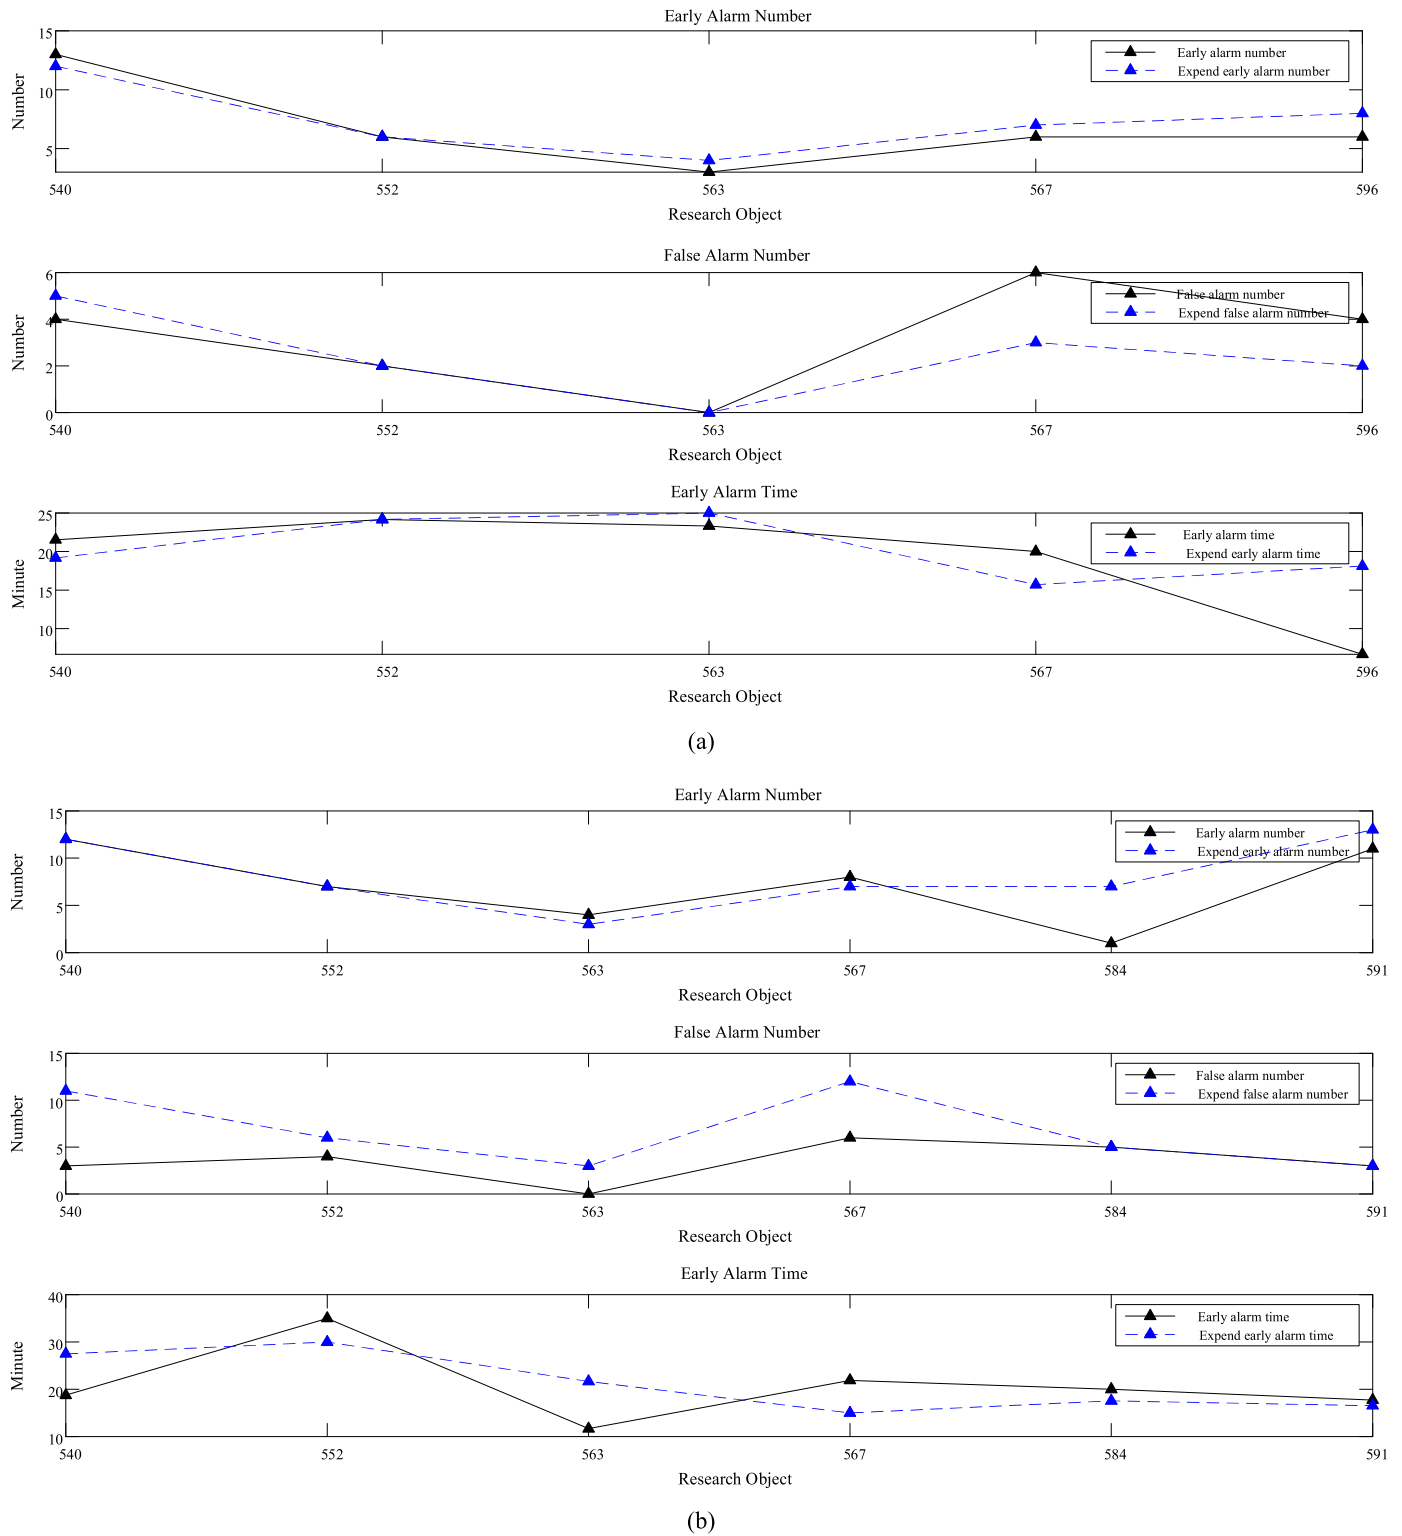 Early Alarm Number
15
10
5
Number
Early alarm number
Expend early alarm number
540 552 563 567 596
Research Object
False Alarm Number
6
4
2
0
Number
False alarm number
Expend false alarm number
540 552 563 567 596
Research Object
Early Alarm Time
25
20
15
10
Minute
Early alarm time
Expend early alarm time
540 552 563 567 596
Research Object
(a)
Early Alarm Number
15
10
5
0
Number
Early alarm number
Expend early alarm number
540 552 563 567 584 591
Research Object
False Alarm Number
15
10
5
0
Number
False alarm number
Expend false alarm number
540 552 563 567 584 591
Research Object
Early Alarm Time
40
30
20
10
Minute
Early alarm time
Expend early alarm time
540 552 563 567 584 591
Research Object
(b)